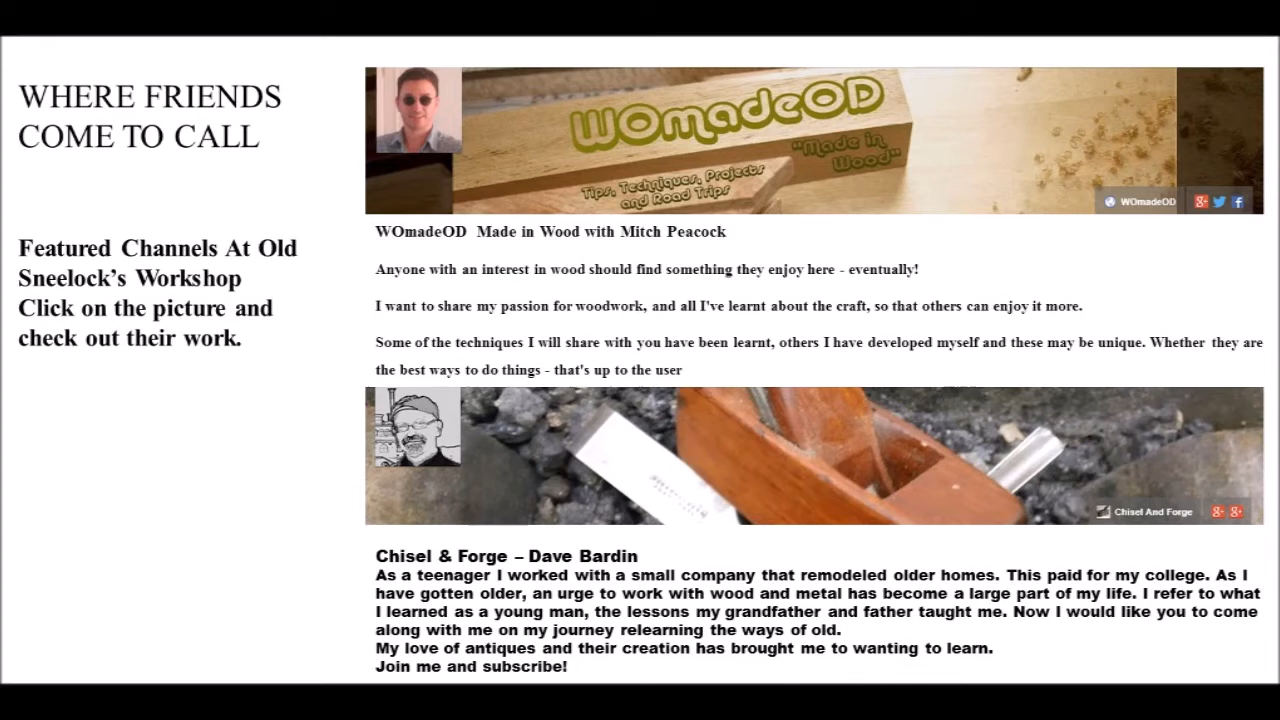 WHERE FRIENDS
COME TO CALL
Featured Channels At Old
Sneelock's Workshop
Click on the picture and
check out their work.
WOmadeOD
"Made in
Wood"
Tips, Techniques, Projects
and Road Trips
WOmadeOD
WOmadeOD Made in Wood with Mitch Peacock
Anyone with an interest in wood should find something they enjoy here - eventually!
I want to share my passion for woodwork, and all I've learnt about the craft, so that others can enjoy it more.
Some of the techniques I will share with you have been learnt, others I have developed myself and these may be unique. Whether they are
the best ways to do things - that's up to the user
Chisel And Forge
Chisel & Forge – Dave Bardin
As a teenager I worked with a small company that remodeled older homes. This paid for my college. As I
have gotten older, an urge to work with wood and metal has become a large part of my life. I refer to what
I learned as a young man, the lessons my grandfather and father taught me. Now I would like you to come
along with me on my journey relearning the ways of old.
My love of antiques and their creation has brought me to wanting to learn.
Join me and subscribe!